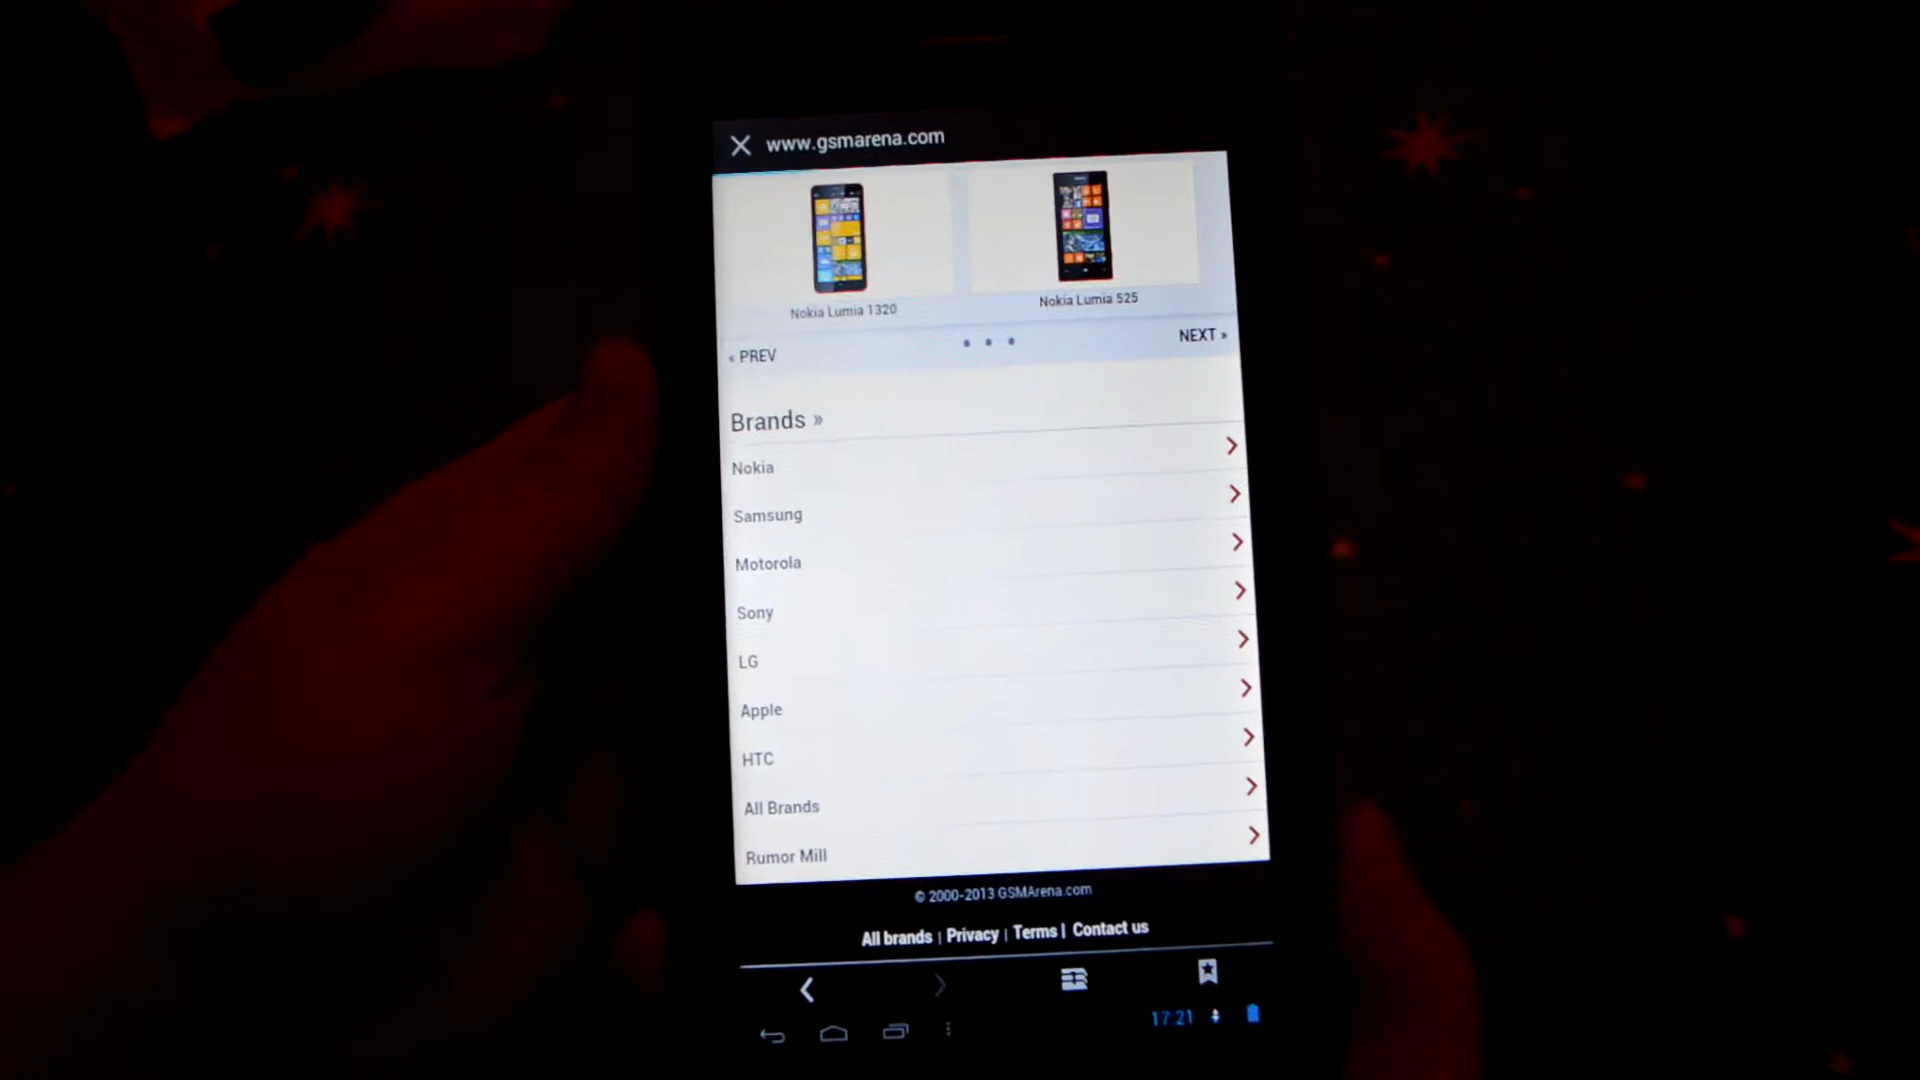 www.gsmarena.com
Nokia Lumia 1320
Nokia Lumia 525
« PREV
NEXT »
Brands »
Nokia
Samsung
Motorola
Sony
LG
Apple
HTC
All Brands
Rumor Mill
© 2000-2013 GSMArena.com
All brands | Privacy | Terms | Contact us
17:21